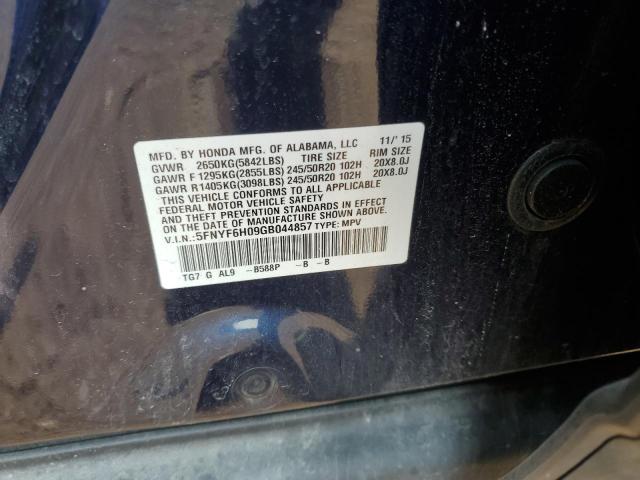 MFD. BY HONDA MFG. OF ALABAMA, LLC 11/'15
GVWR 2650KG(5842LBS) TIRE SIZE RIM SIZE
GAWR F 1295KG(2855LBS) 245/50R20 102H 20X8.0J
GAWR R1405KG(3098LBS) 245/50R20 102H 20X8.0J
THIS VEHICLE CONFORMS TO ALL APPLICABLE
FEDERAL MOTOR VEHICLE SAFETY
AND THEFT PREVENTION STANDARDS IN EFFECT
ON THE DATE OF MANUFACTURE SHOWN ABOVE.
V.I.N.: 5FNYF6H09GB044857 TYPE: MPV
TG7 G AL9 -B588P -B -B